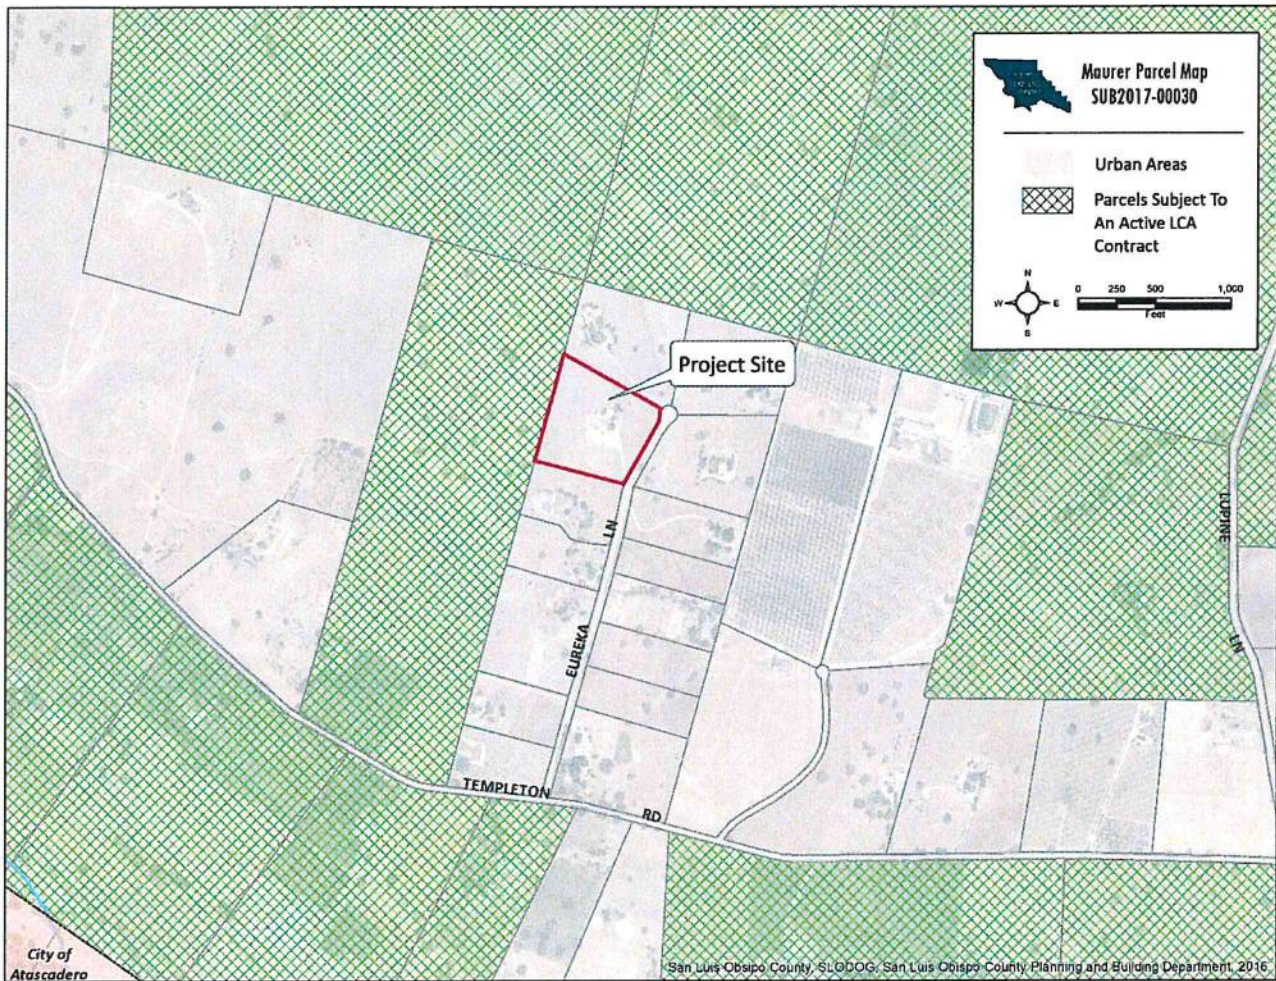 Maurer Parcel Map
SUB2017-00030
Urban Areas
Parcels Subject To
An Active LCA
Contract
N
W
E
S
0 250 500 1,000
Feet
Project Site
LN
EUREKA
LUPINE
LN
TEMPLETON
RD
City of
Atascadero
San Luis Obsipo County, SLOCOG, San Luis Obispo County Planning and Building Department, 2016